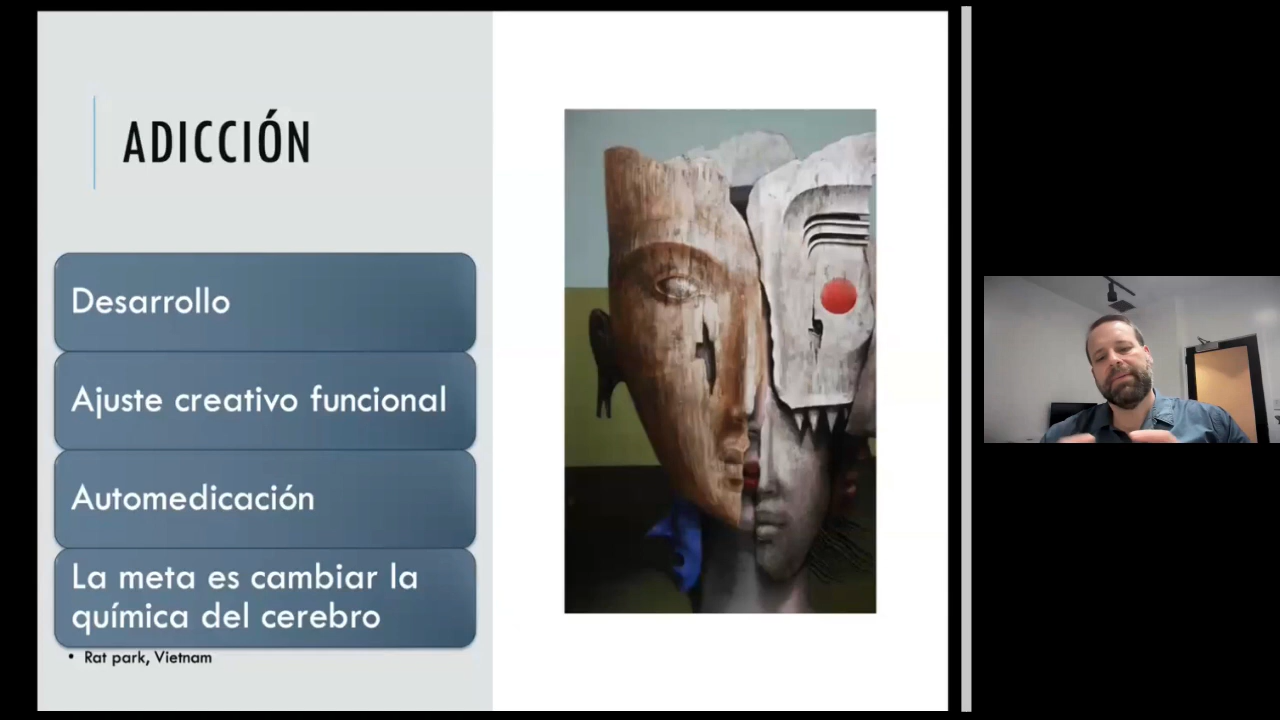 ADICCIÓN
Desarrollo
Ajuste creativo funcional
Automedicación
La meta es cambiar la
química del cerebro
• Rat park, Vietnam